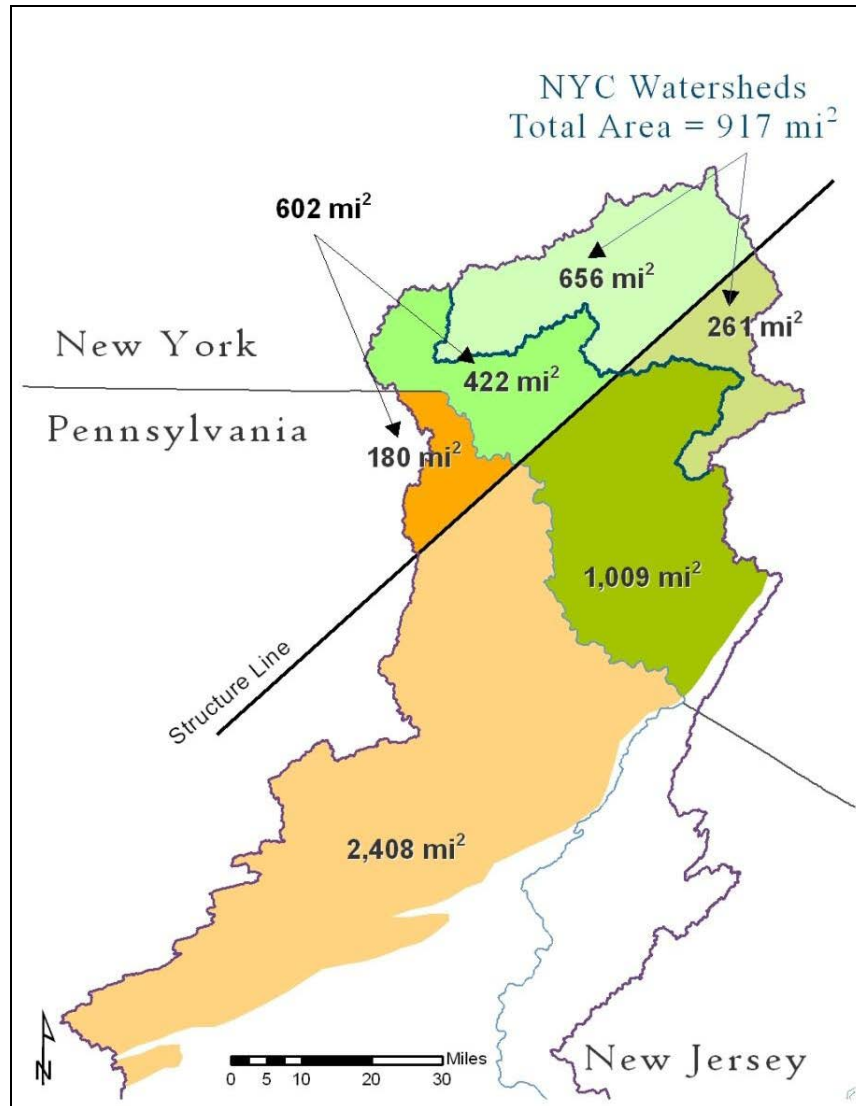 NYC Watersheds
Total Area = 917 mi²
602 mi²
656 mi²
261 mi²
New York
422 mi²
Pennsylvania
180 mi²
1,009 mi²
Structure Line
2,408 mi²
N
Miles
0 5 10 20 30
New Jersey